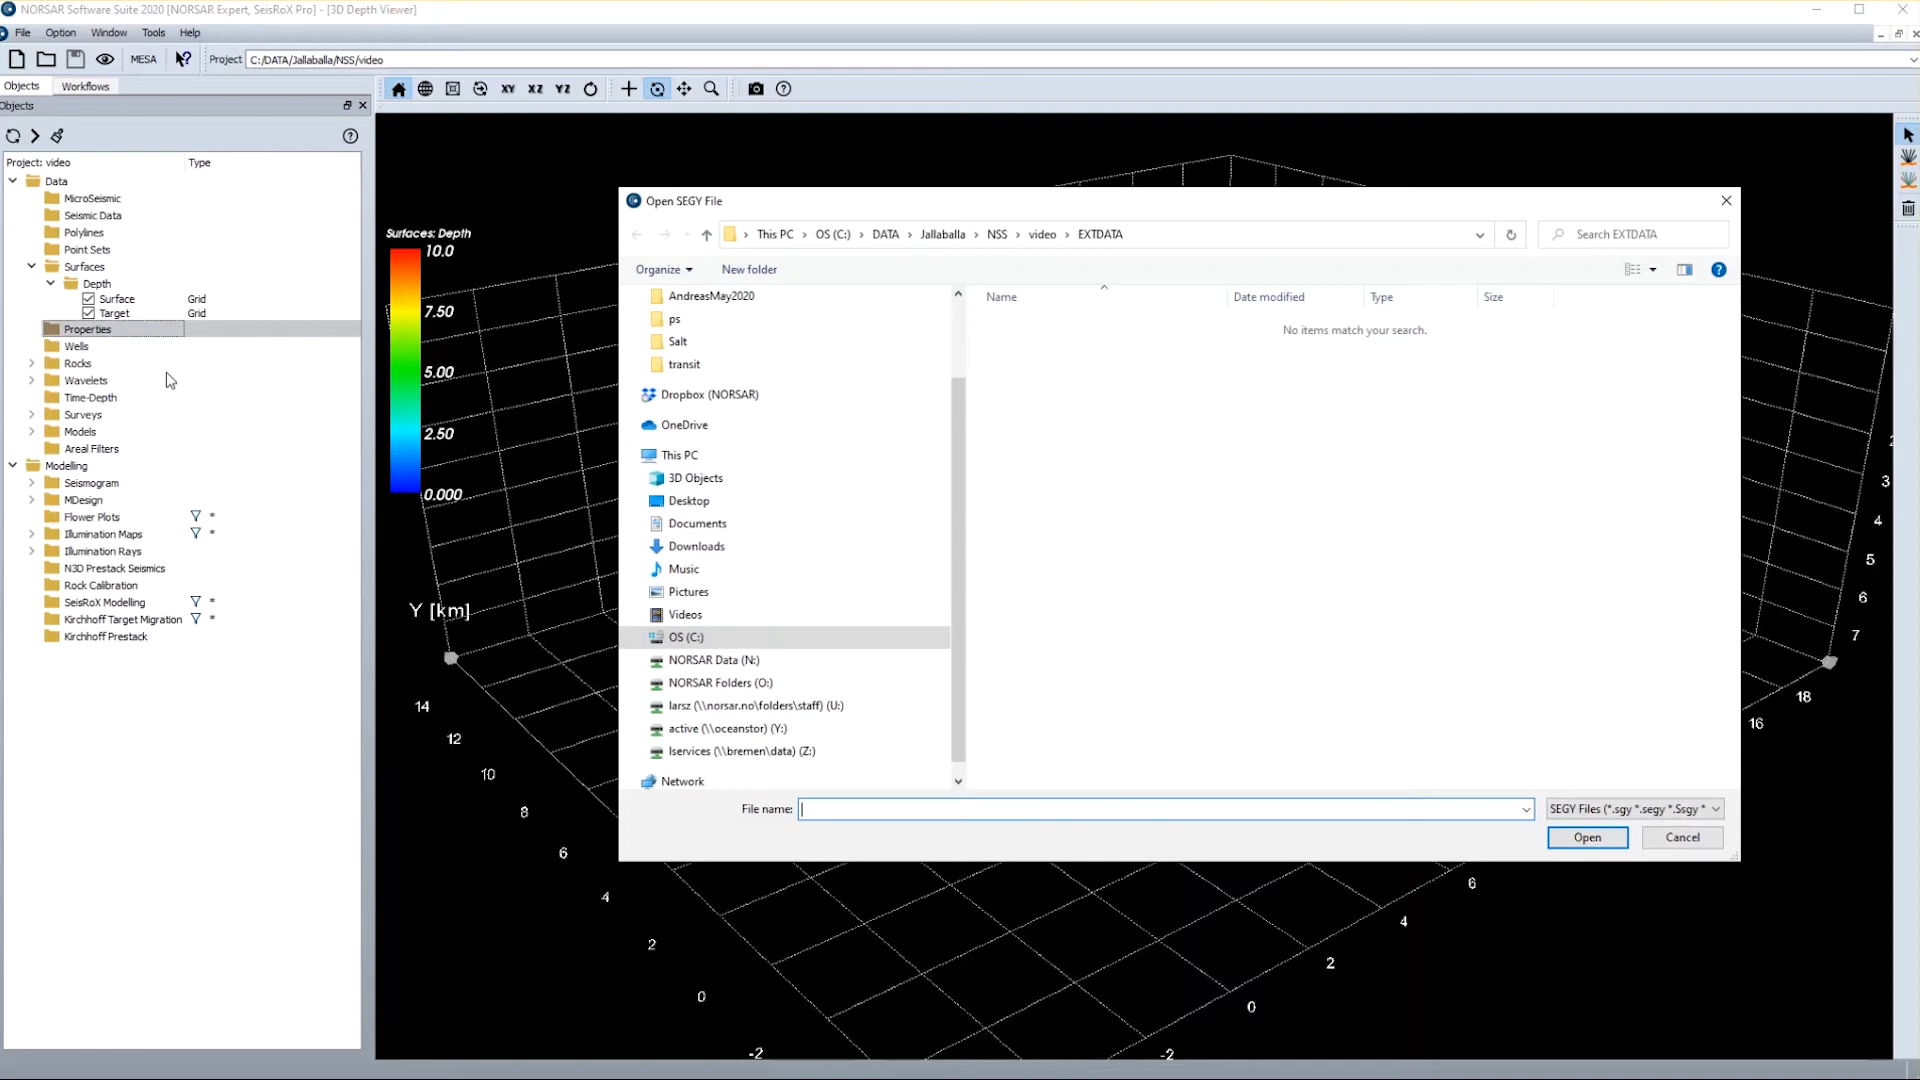 NORSAR Software Suite 2020 [NORSAR Expert, SeisRoX Pro] - [3D Depth Viewer]
File Option Window Tools Help
MESA Project C:/DATA/Jallaballa/NSS/video
Objects Workflows
XY XZ YZ
Objects
Project: video Type
Data
MicroSeismic
Seismic Data
Polylines
Point Sets
Surfaces
Depth
Surface Grid
Target Grid
Properties
Wells
Rocks
Wavelets
Time-Depth
Surveys
Models
Areal Filters
Modelling
Seismogram
MDesign
Flower Plots *
Illumination Maps *
Illumination Rays
N3D Prestack Seismics
Rock Calibration
SeisRoX Modelling *
Kirchhoff Target Migration *
Kirchhoff Prestack
Surfaces: Depth
10.0
7.50
5.00
2.50
0.000
Y [km]
14
12
10
8
6
4
2
0
-2
Open SEGY File
This PC › OS (C:) › DATA › Jallaballa › NSS › video › EXTDATA
Search EXTDATA
Organize New folder
AndreasMay2020
ps
Salt
transit
Dropbox (NORSAR)
OneDrive
This PC
3D Objects
Desktop
Documents
Downloads
Music
Pictures
Videos
OS (C:)
NORSAR Data (N:)
NORSAR Folders (O:)
larsz (\\norsar.no\folders\staff) (U:)
active (\\oceanstor) (Y:)
lservices (\\bremen\data) (Z:)
Network
Name Date modified Type Size
No items match your search.
File name: SEGY Files (*.sgy *.segy *.Ssgy *
Open Cancel
3
4
5
6
7
18
16
6
4
2
0
-2